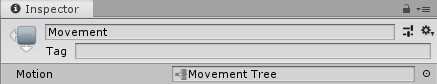 Inspector
Movement
Tag
Motion Movement Tree